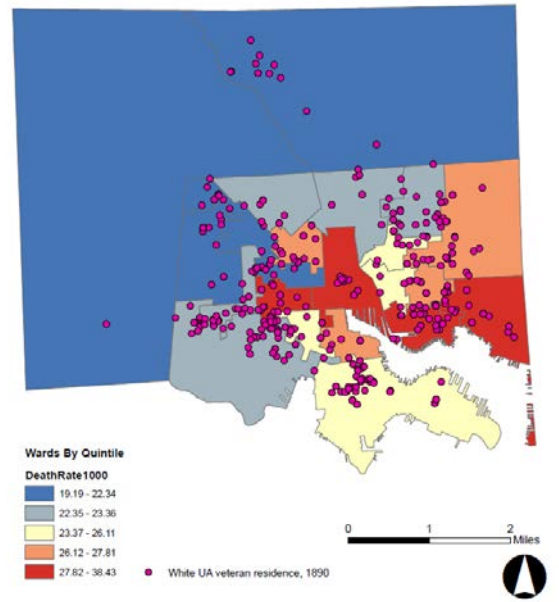 Wards By Quintile
DeathRate1000
19.19 - 22.34
22.35 - 23.36
23.37 - 26.11
26.12 - 27.81
27.82 - 38.43
White UA veteran residence, 1890
0 1 2
Miles